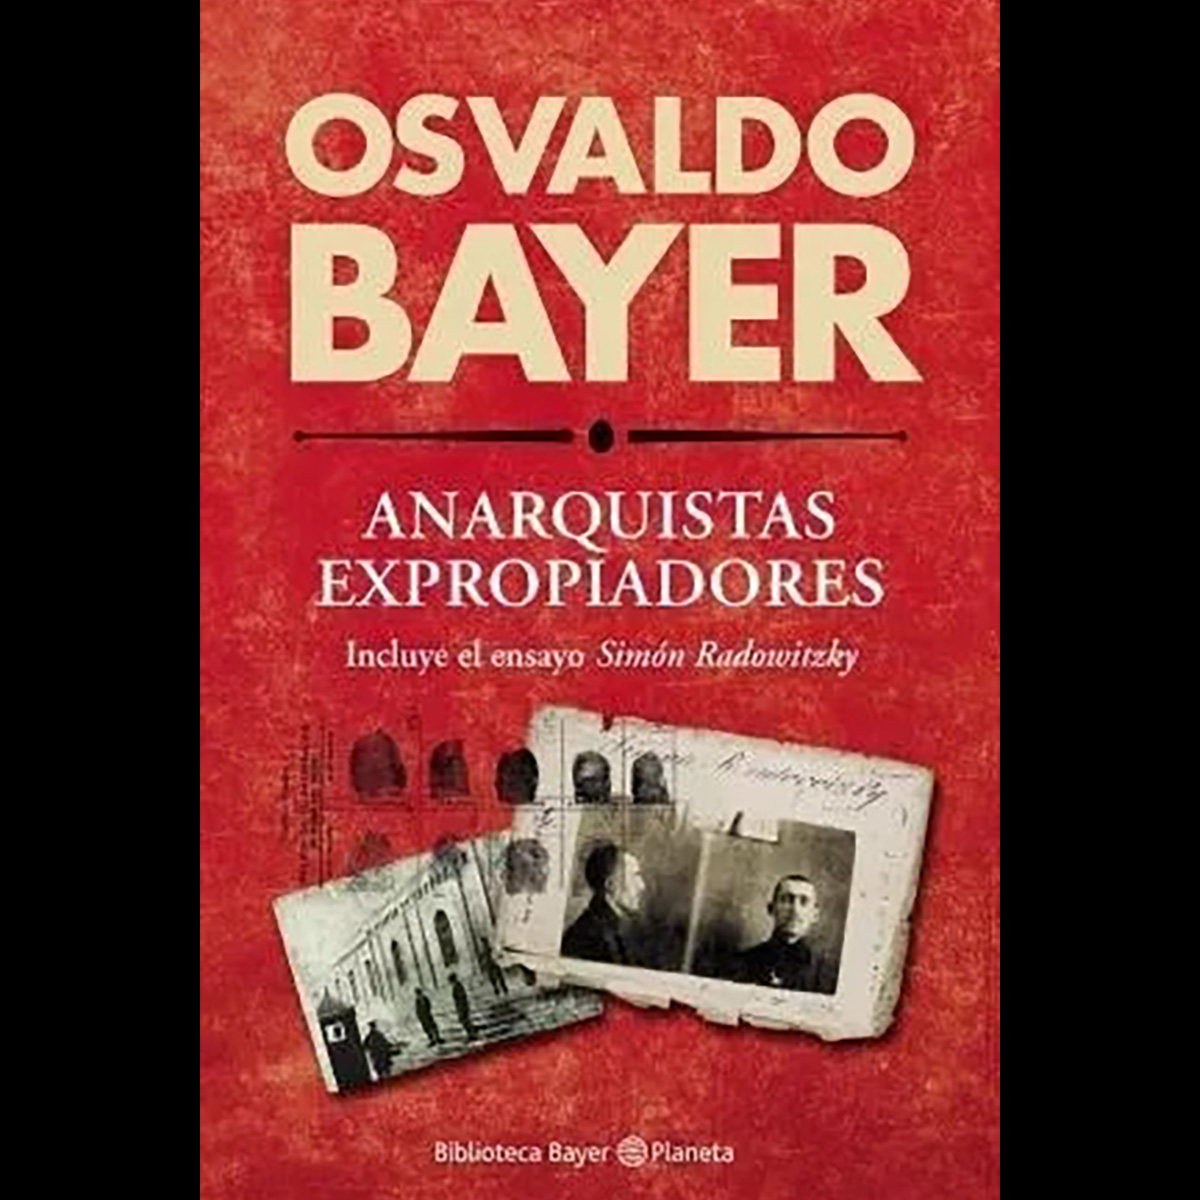 OSVALDO
BAYER
ANARQUISTAS
EXPROPIADORES
Incluye el ensayo Simón Radowitzky
Biblioteca Bayer Planeta